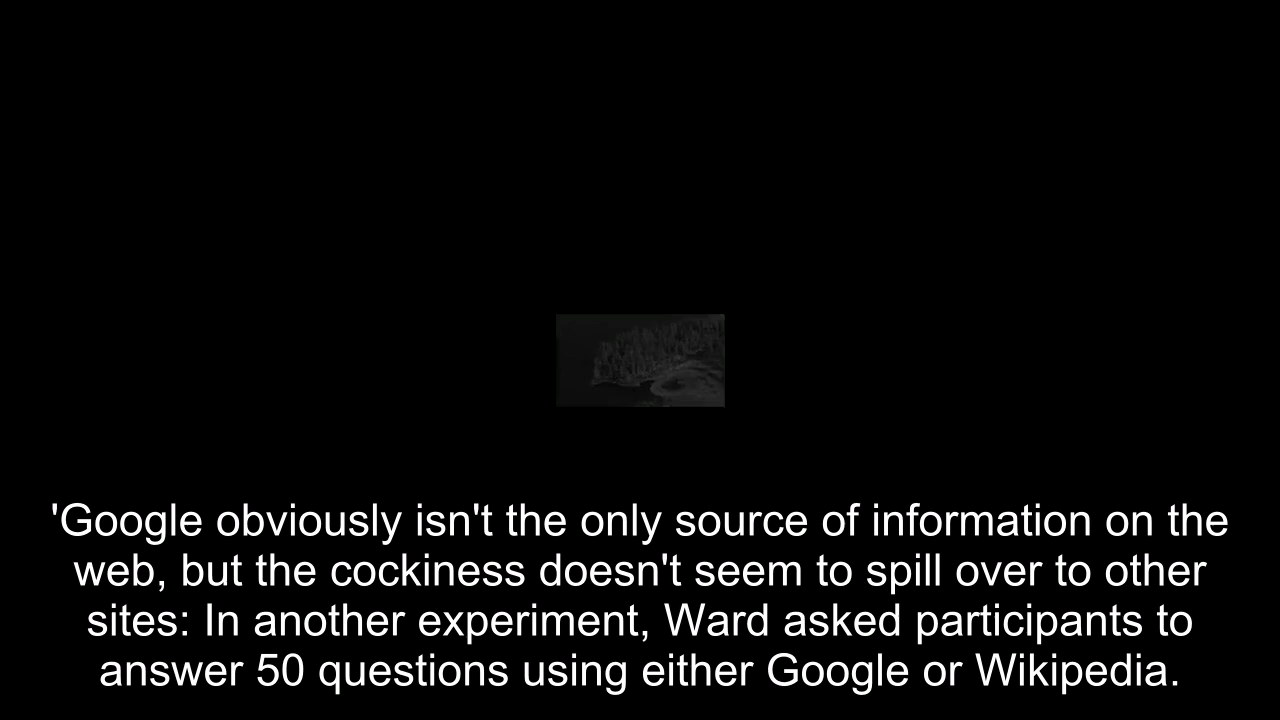 'Google obviously isn't the only source of information on the
web, but the cockiness doesn't seem to spill over to other
sites: In another experiment, Ward asked participants to
answer 50 questions using either Google or Wikipedia.